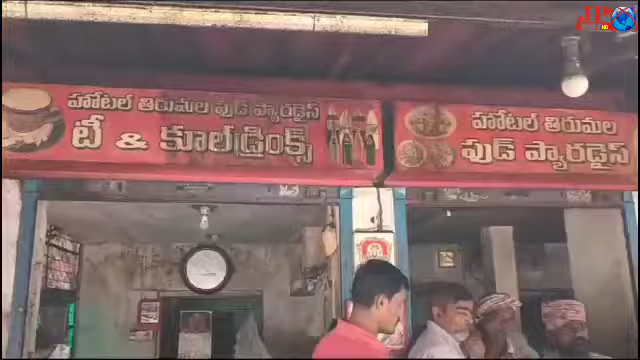 హోటల్ తిరుమల ఫుడ్ ప్యారడైస్
టీ & కూల్‌డ్రింక్స్
హోటల్ తిరుమల
ఫుడ్ ప్యారడైస్